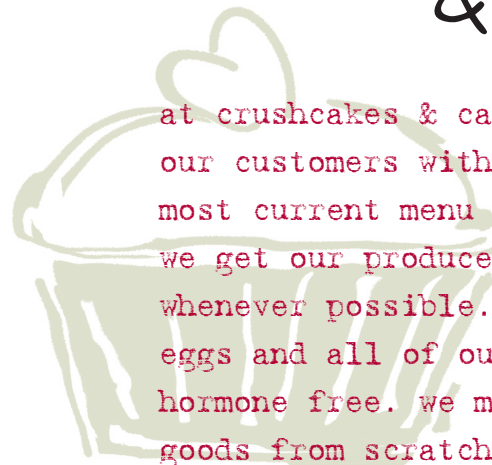 &
at crushcakes & ca
our customers with
most current menu
we get our produce
whenever possible.
eggs and all of ou
hormone free. we m
goods from scratch